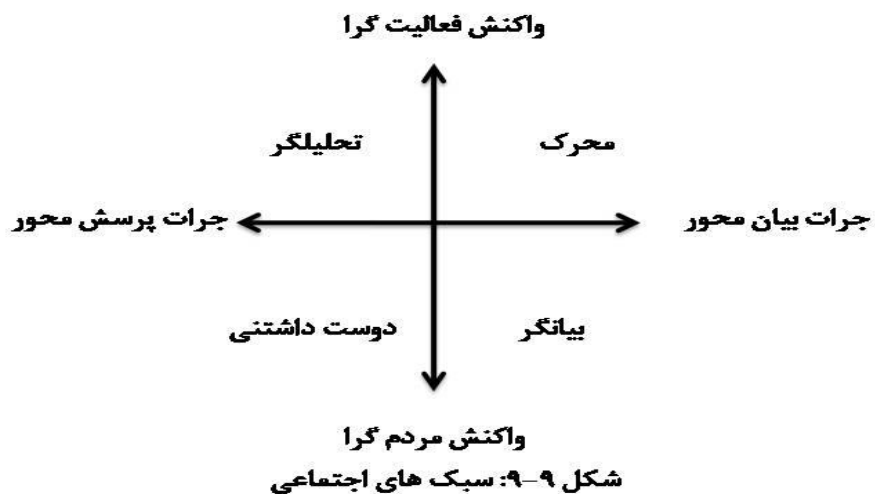 واکنش فعالیت گرا
محرک
تحلیلگر
جرات بیان محور
جرات پرسش محور
بیانگر
دوست داشتنی
واکنش مردم گرا
شکل ۹-۹: سبک های اجتماعی